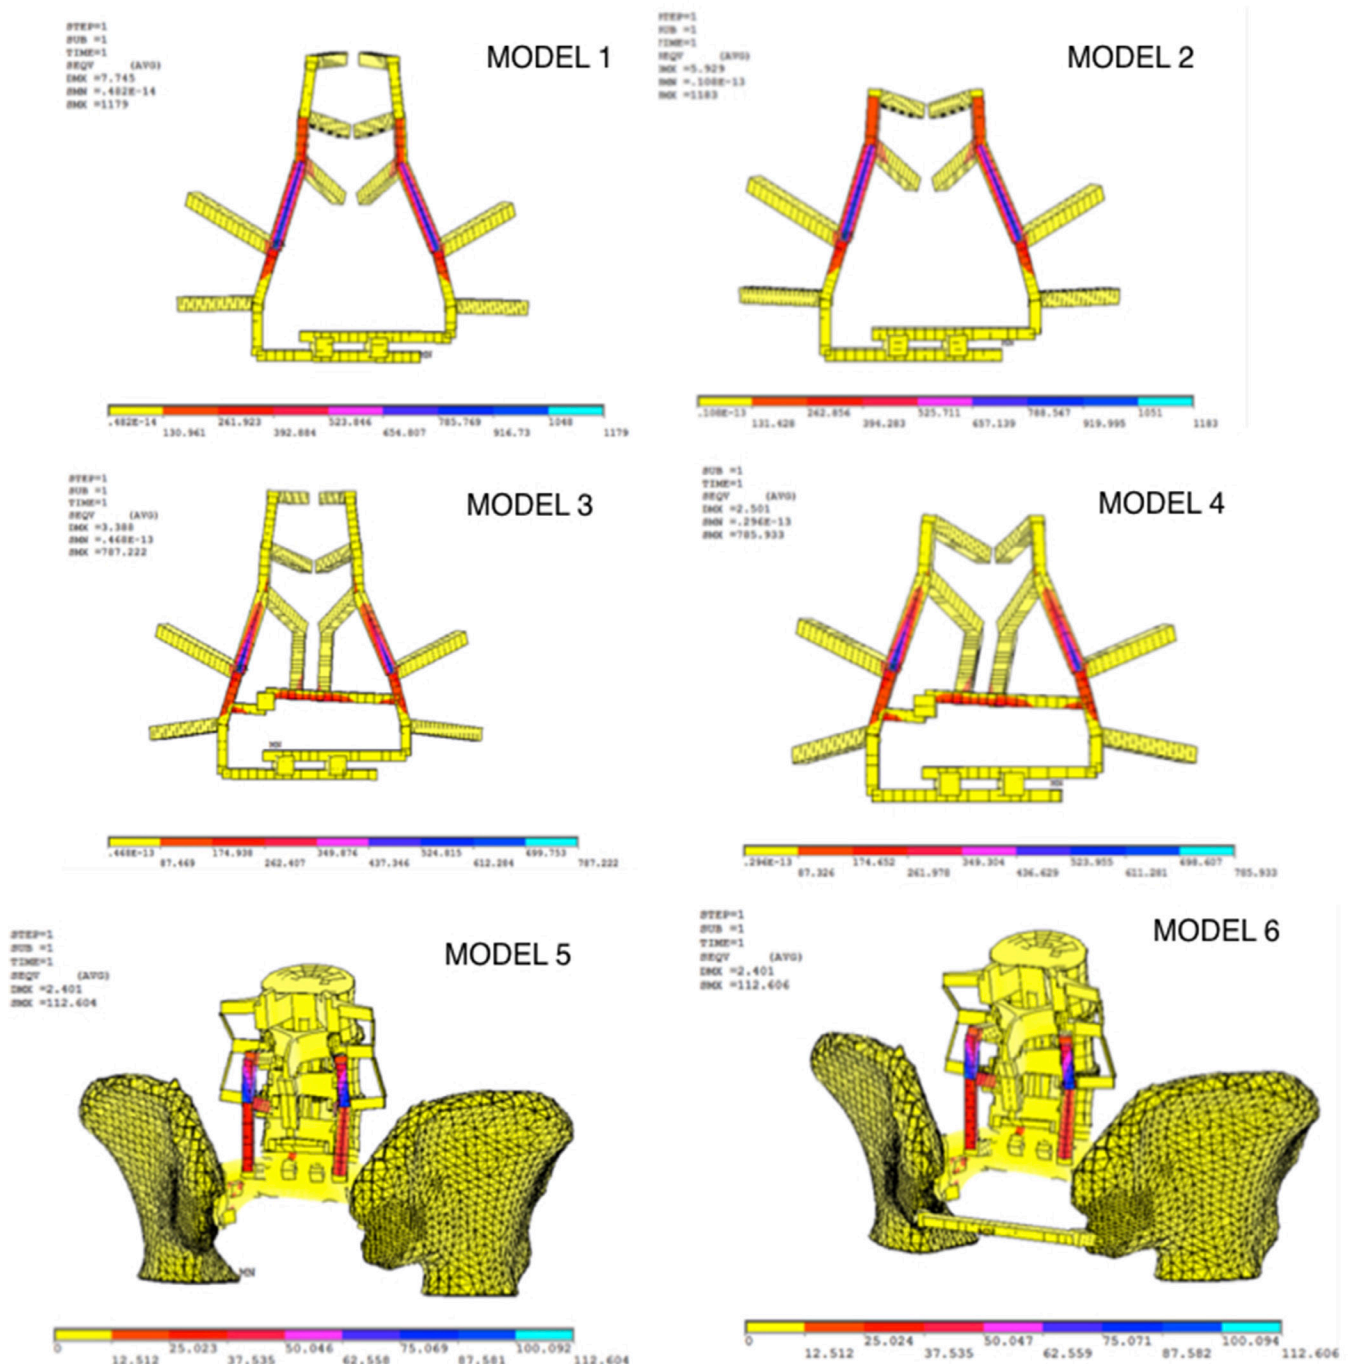 STEP=1
SUB =1
TIME=1
SEQV (AVG)
DMX =7.745
SMN =.482E-14
SMX =1179
MODEL 1
MN
.482E-14 261.923 523.846 785.769 1048
130.961 392.884 654.807 916.73 1179
STEP=1
SUB =1
TIME=1
SEQV (AVG)
DMX =5.929
SMN =.108E-13
SMX =1183
MODEL 2
MN
.108E-13 262.856 525.711 788.567 1051
131.428 394.283 657.139 919.995 1183
STEP=1
SUB =1
TIME=1
SEQV (AVG)
DMX =3.388
SMN =.468E-13
SMX =787.222
MODEL 3
MN
.468E-13 174.938 349.876 524.815 699.753
87.469 262.407 437.346 612.284 787.222
SUB =1
TIME=1
SEQV (AVG)
DMX =2.501
SMN =.296E-13
SMX =785.933
MODEL 4
MN
.296E-13 174.652 349.304 523.955 698.607
87.326 261.978 436.629 611.281 785.933
STEP=1
SUB =1
TIME=1
SEQV (AVG)
DMX =2.401
SMX =112.604
MODEL 5
MN
0 25.023 50.046 75.069 100.092
12.512 37.535 62.558 87.581 112.604
STEP=1
SUB =1
TIME=1
SEQV (AVG)
DMX =2.401
SMX =112.606
MODEL 6
MN
0 25.024 50.047 75.071 100.094
12.512 37.535 62.559 87.582 112.606